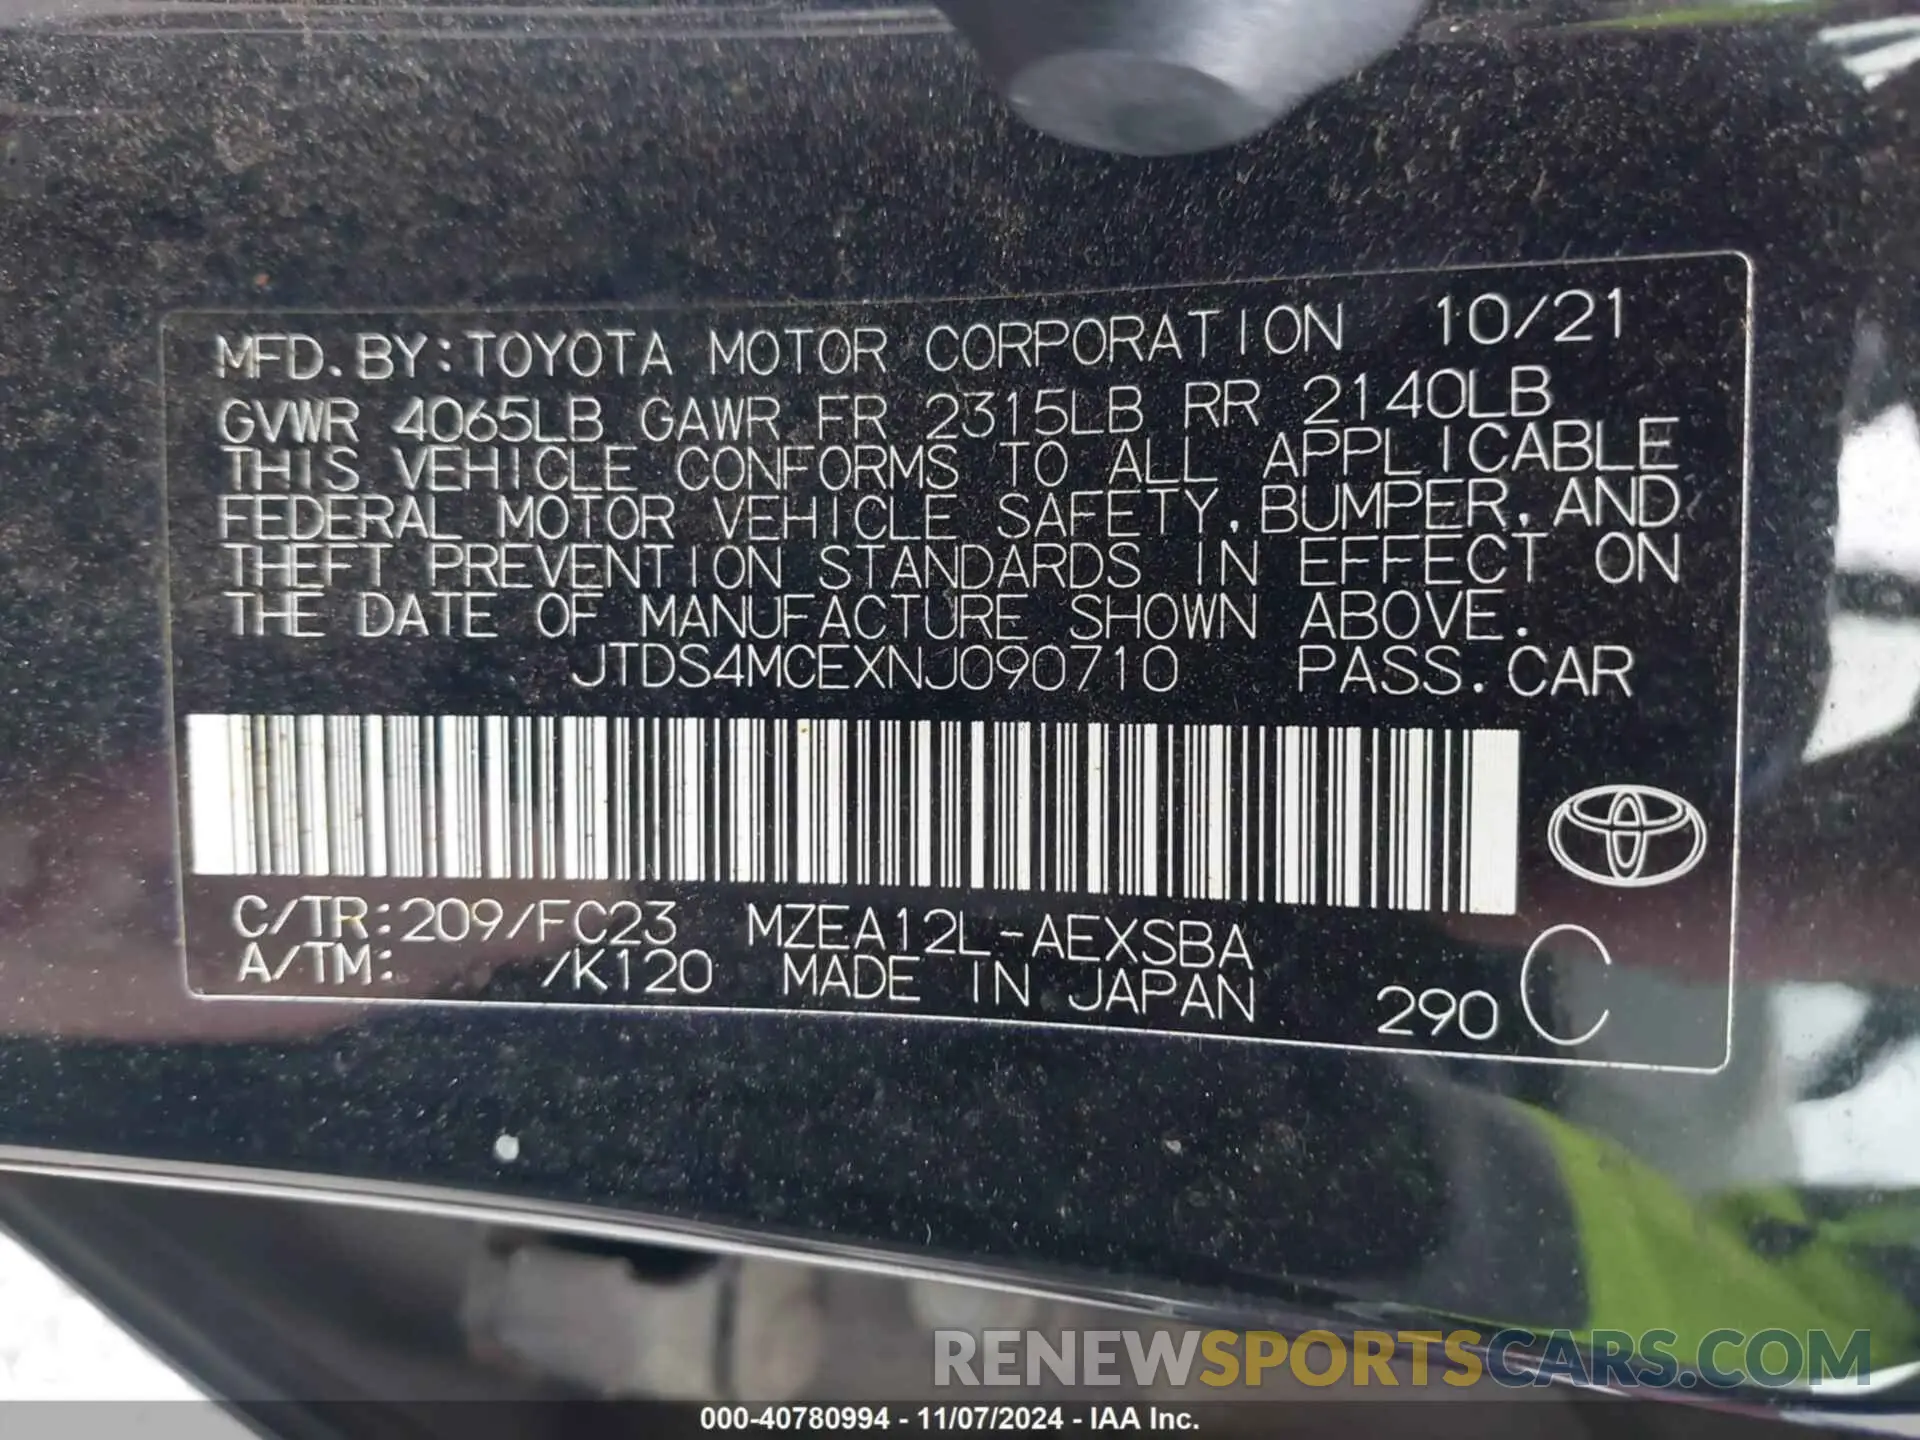 MFD. BY: TOYOTA MOTOR CORPORATION 10/21
GVWR 4065LB GAWR FR 2315LB RR 2140LB
THIS VEHICLE CONFORMS TO ALL APPLICABLE
FEDERAL MOTOR VEHICLE SAFETY, BUMPER, AND
THEFT PREVENTION STANDARDS IN EFFECT ON
THE DATE OF MANUFACTURE SHOWN ABOVE.
JTDS4MCEXNJ090710 PASS. CAR
C/TR: 209/FC23 MZEA12L-AEXSBA
A/TM: /K120 MADE IN JAPAN
290 C
RENEWSPORTSCARS.COM
000-40780994 - 11/07/2024 - IAA Inc.